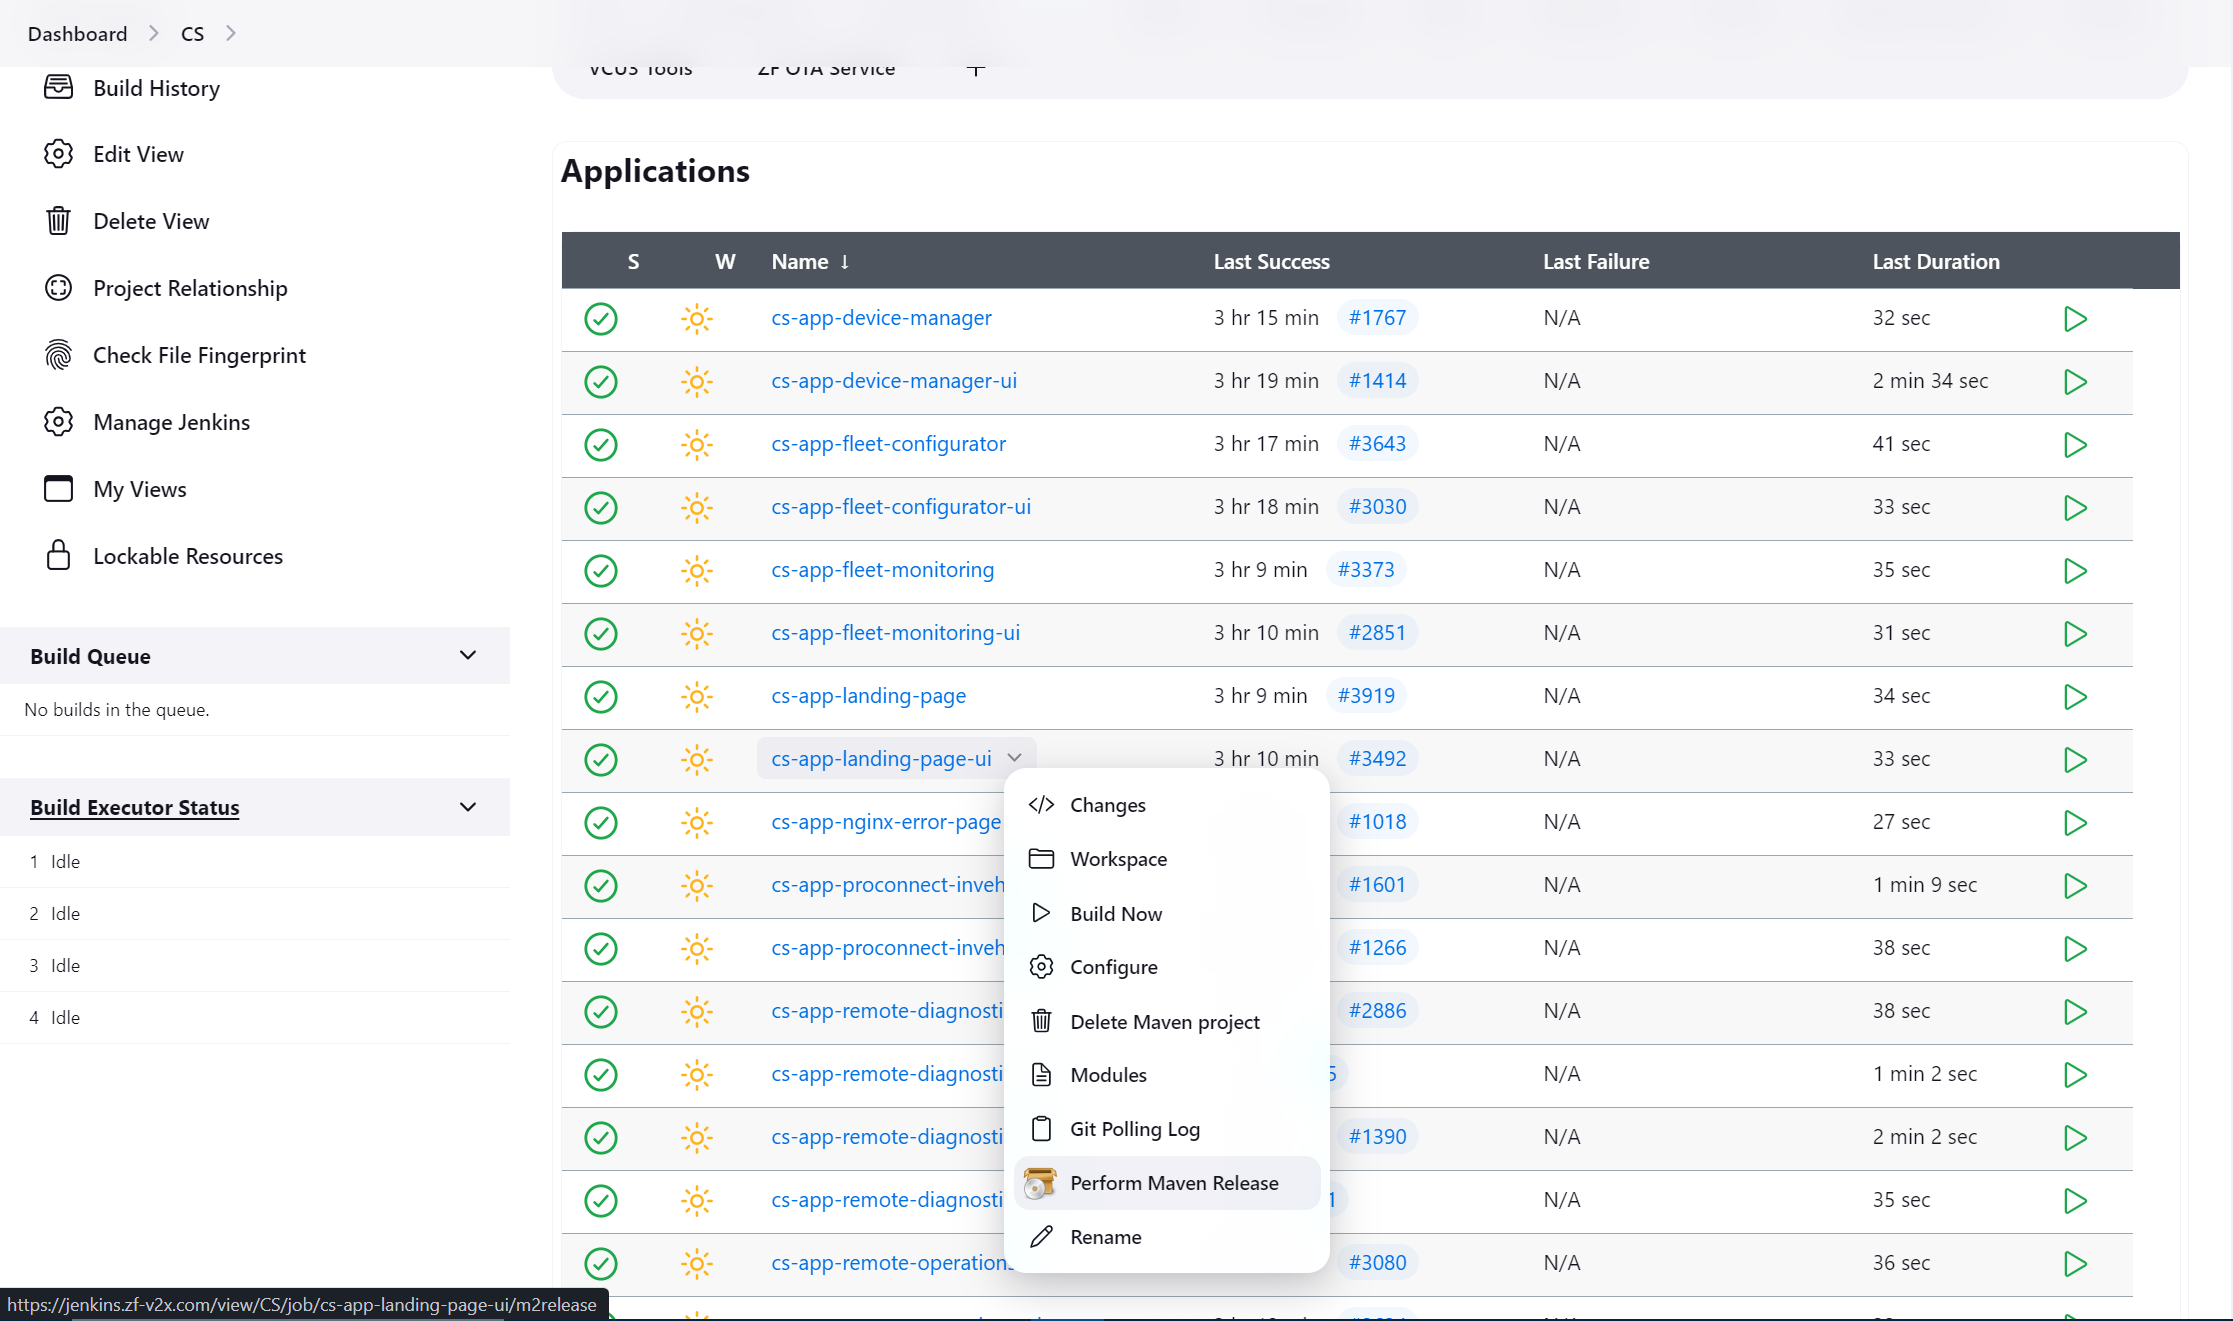 Dashboard CS
Build History
Edit View
Delete View
Project Relationship
Check File Fingerprint
Manage Jenkins
My Views
Lockable Resources
Build Queue
No builds in the queue.
Build Executor Status
1 Idle
2 Idle
3 Idle
4 Idle
VCUS Tools ZF OTA Service +
Applications
S W Name ↓ Last Success Last Failure Last Duration
cs-app-device-manager 3 hr 15 min #1767 N/A 32 sec
cs-app-device-manager-ui 3 hr 19 min #1414 N/A 2 min 34 sec
cs-app-fleet-configurator 3 hr 17 min #3643 N/A 41 sec
cs-app-fleet-configurator-ui 3 hr 18 min #3030 N/A 33 sec
cs-app-fleet-monitoring 3 hr 9 min #3373 N/A 35 sec
cs-app-fleet-monitoring-ui 3 hr 10 min #2851 N/A 31 sec
cs-app-landing-page 3 hr 9 min #3919 N/A 34 sec
cs-app-landing-page-ui 3 hr 10 min #3492 N/A 33 sec
cs-app-nginx-error-page #1018 N/A 27 sec
cs-app-proconnect-inveh #1601 N/A 1 min 9 sec
cs-app-proconnect-inveh #1266 N/A 38 sec
cs-app-remote-diagnosti #2886 N/A 38 sec
cs-app-remote-diagnosti 5 N/A 1 min 2 sec
cs-app-remote-diagnosti #1390 N/A 2 min 2 sec
cs-app-remote-diagnosti 1 N/A 35 sec
cs-app-remote-operations #3080 N/A 36 sec
Changes
Workspace
Build Now
Configure
Delete Maven project
Modules
Git Polling Log
Perform Maven Release
Rename
https://jenkins.zf-v2x.com/view/CS/job/cs-app-landing-page-ui/m2release